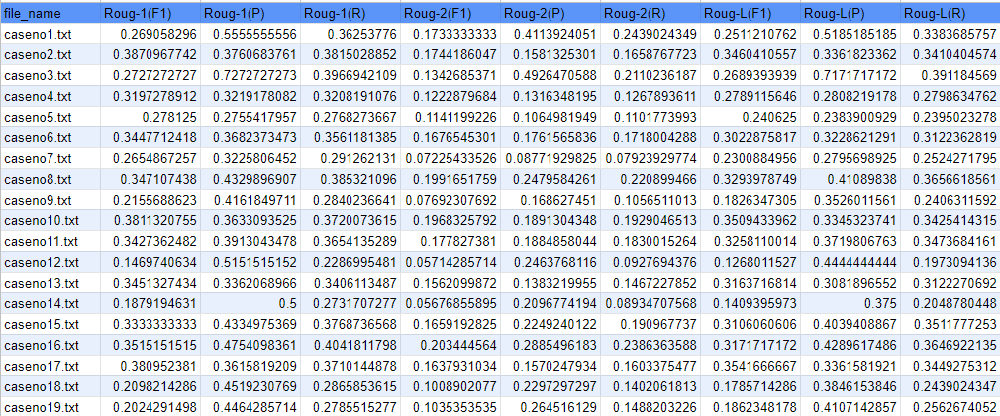 file_name Roug-1(F1) Roug-1(P) Roug-1(R) Roug-2(F1) Roug-2(P) Roug-2(R) Roug-L(F1) Roug-L(P) Roug-L(R)
caseno1.txt 0.269058296 0.5555555556 0.36253776 0.1733333333 0.4113924051 0.2439024349 0.2511210762 0.5185185185 0.3383685757
caseno2.txt 0.3870967742 0.3760683761 0.3815028852 0.1744186047 0.1581325301 0.1658767723 0.3460410557 0.3361823362 0.3410404574
caseno3.txt 0.2727272727 0.7272727273 0.3966942109 0.1342685371 0.4926470588 0.2110236187 0.2689393939 0.7171717172 0.391184569
caseno4.txt 0.3197278912 0.3219178082 0.3208191076 0.1222879684 0.1316348195 0.1267893611 0.2789115646 0.2808219178 0.2798634762
caseno5.txt 0.278125 0.2755417957 0.2768273667 0.1141199226 0.1064981949 0.1101773993 0.240625 0.2383900929 0.2395023278
caseno6.txt 0.3447712418 0.3682373473 0.3561181385 0.1676545301 0.1761565836 0.1718004288 0.3022875817 0.3228621291 0.3122362819
caseno7.txt 0.2654867257 0.3225806452 0.291262131 0.07225433526 0.08771929825 0.07923929774 0.2300884956 0.2795698925 0.2524271795
caseno8.txt 0.347107438 0.4329896907 0.385321096 0.1991651759 0.2479584261 0.220899466 0.3293978749 0.41089838 0.3656618561
caseno9.txt 0.2155688623 0.4161849711 0.2840236641 0.07692307692 0.168627451 0.1056511013 0.1826347305 0.3526011561 0.2406311592
caseno10.txt 0.3811320755 0.3633093525 0.3720073615 0.1968325792 0.1891304348 0.1929046513 0.3509433962 0.3345323741 0.3425414315
caseno11.txt 0.3427362482 0.3913043478 0.3654135289 0.177827381 0.1884858044 0.1830015264 0.3258110014 0.3719806763 0.3473684161
caseno12.txt 0.1469740634 0.5151515152 0.2286995481 0.05714285714 0.2463768116 0.0927694376 0.1268011527 0.4444444444 0.1973094136
caseno13.txt 0.3451327434 0.3362068966 0.3406113487 0.1562099872 0.1383219955 0.1467227852 0.3163716814 0.3081896552 0.3122270692
caseno14.txt 0.1879194631 0.5 0.2731707277 0.05676855895 0.2096774194 0.08934707568 0.1409395973 0.375 0.2048780448
caseno15.txt 0.3333333333 0.4334975369 0.3768736568 0.1659192825 0.2249240122 0.190967737 0.3106060606 0.4039408867 0.3511777253
caseno16.txt 0.3515151515 0.4754098361 0.4041811798 0.203444564 0.2885496183 0.2386363588 0.3171717172 0.4289617486 0.3646922135
caseno17.txt 0.380952381 0.3615819209 0.3710144878 0.1637931034 0.1570247934 0.1603375477 0.3541666667 0.3361581921 0.3449275312
caseno18.txt 0.2098214286 0.4519230769 0.2865853615 0.1008902077 0.2297297297 0.1402061813 0.1785714286 0.3846153846 0.2439024347
caseno19.txt 0.2024291498 0.4464285714 0.2785515277 0.1035353535 0.264516129 0.1488203226 0.1862348178 0.4107142857 0.2562674052